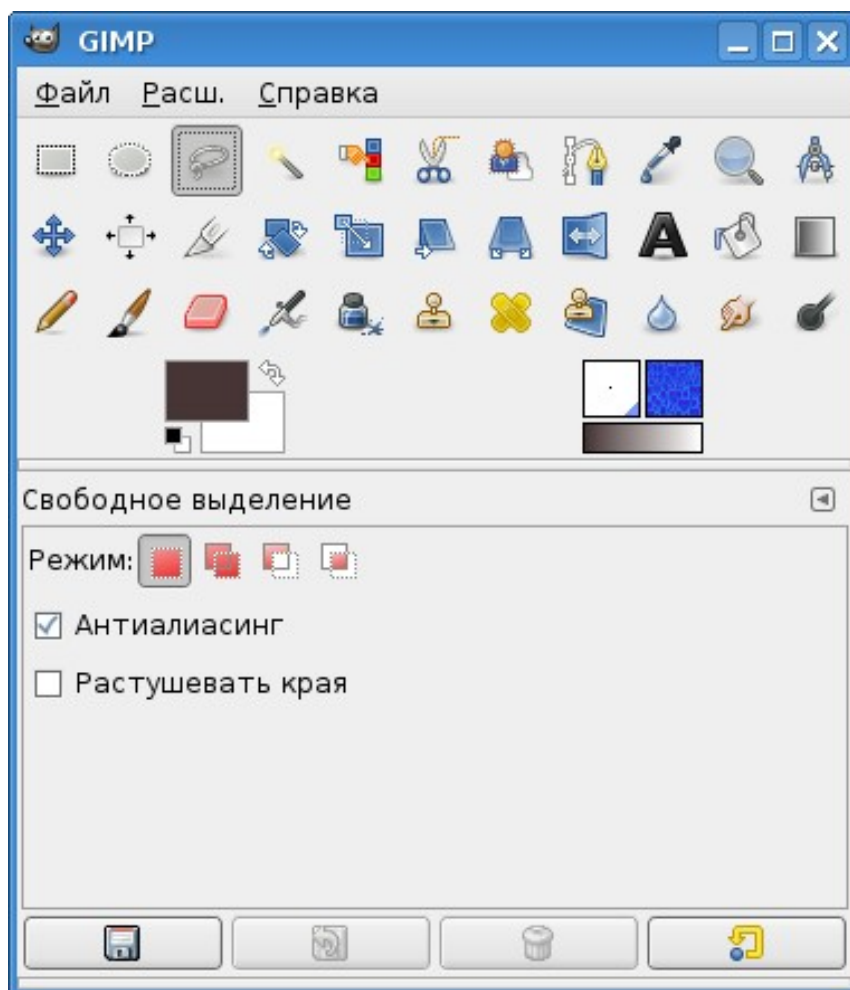 GIMP
Файл Расш. Справка
Свободное выделение
Режим:
Антиалиасинг
Растушевать края